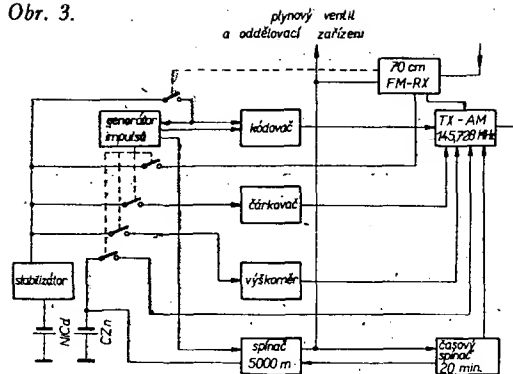 Obr. 3.
plynový ventil
a oddělovací zařízení
70 cm
FM-RX
generátor
impulsů
kódovač
TX-AM
145,728 MHz
čárkovač
stabilizátor
výškoměr
NiCd
CZn
spínač
5000 m
časový
spínač
20 min.